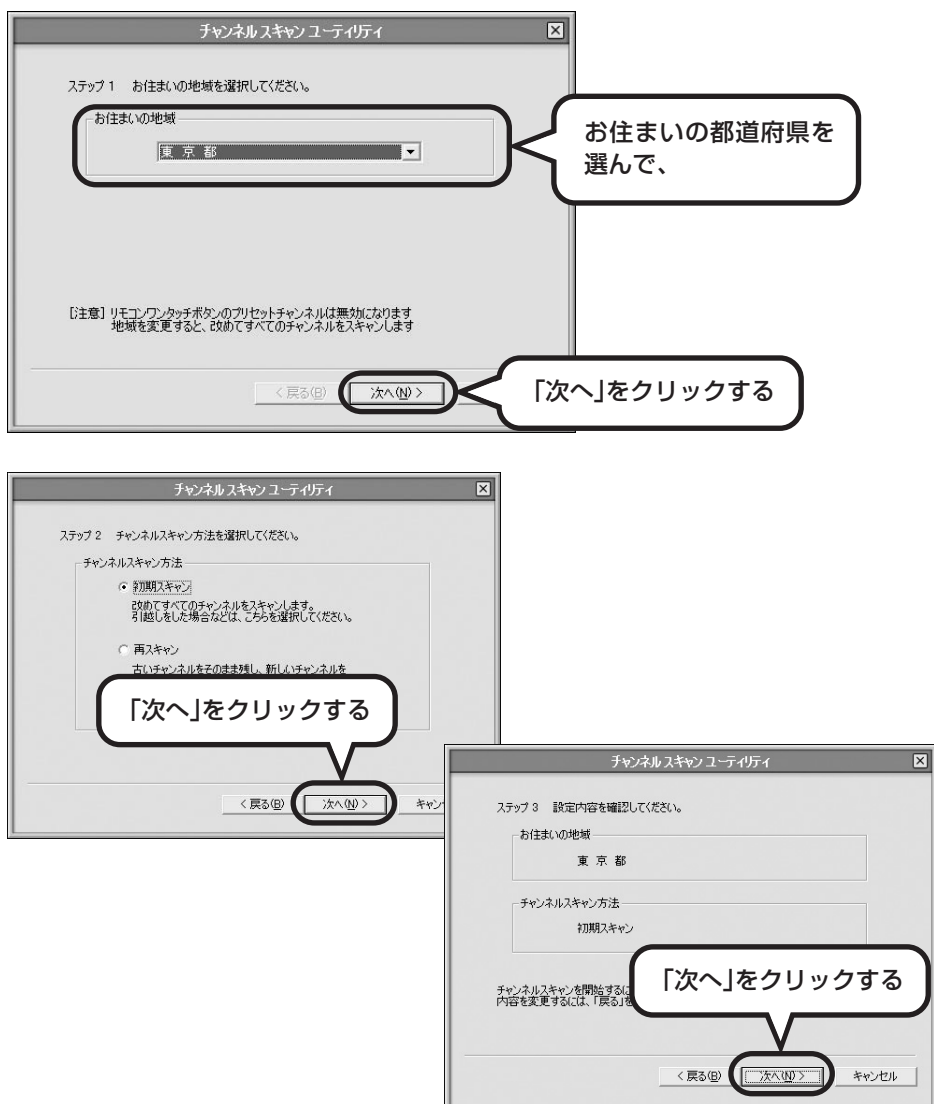 チャンネル スキャン ユーティリティ
ステップ 1 お住まいの地域を選択してください。
お住まいの地域
東 京 都
お住まいの都道府県を
選んで、
[注意] リモコンワンタッチボタンのプリセットチャンネルは無効になります
地域を変更すると、改めてすべてのチャンネルをスキャンします
< 戻る(B) 次へ(N) >
「次へ」をクリックする
チャンネル スキャン ユーティリティ
ステップ 2 チャンネルスキャン方法を選択してください。
チャンネルスキャン方法
初期スキャン
改めてすべてのチャンネルをスキャンします。
引越しをした場合などは、こちらを選択してください。
再スキャン
古いチャンネルをそのまま残し、新しいチャンネルを
「次へ」をクリックする
< 戻る(B) 次へ(N) > キャン
チャンネル スキャン ユーティリティ
ステップ 3 設定内容を確認してください。
お住まいの地域
東 京 都
チャンネルスキャン方法
初期スキャン
チャンネルスキャンを開始するに
内容を変更するには、「戻る」を
「次へ」をクリックする
< 戻る(B) 次へ(N) > キャンセル